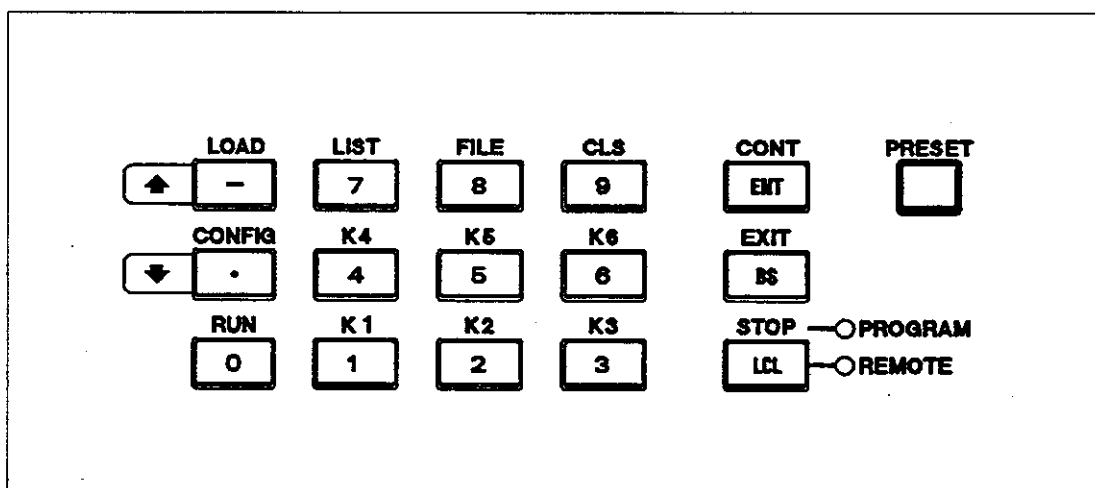 LOAD LIST FILE CLS CONT PRESET
- 7 8 9 ENT
CONFIG K4 K5 K6 EXIT
. 4 5 6 BS
RUN K1 K2 K3 STOP PROGRAM
0 1 2 3 LCL REMOTE